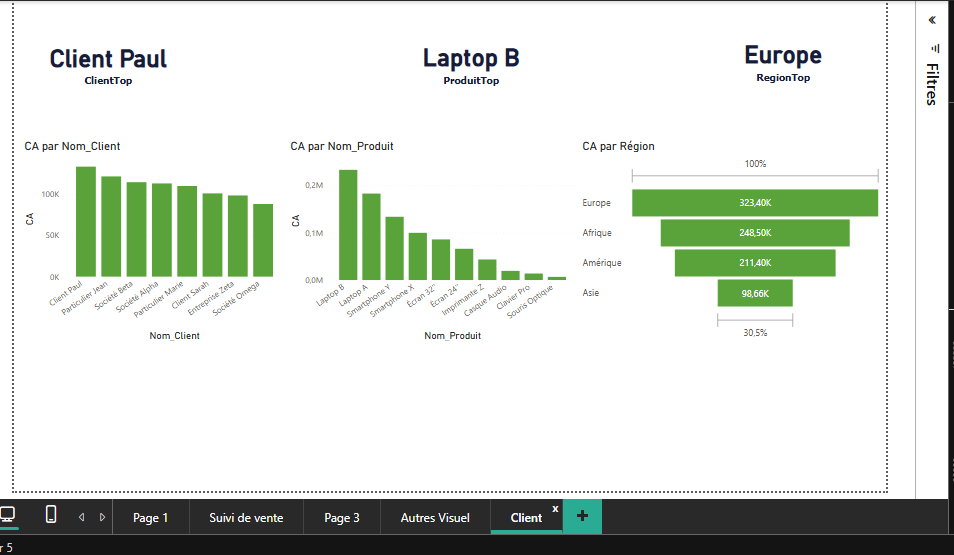 Client Paul
ClientTop
Laptop B
ProduitTop
Europe
RegionTop
«
Filtres
CA par Nom_Client
CA
100K
50K
0K
Client Paul
Particulier Jean
Société Beta
Société Alpha
Particulier Marie
Client Sarah
Entreprise Zeta
Société Omega
Nom_Client
CA par Nom_Produit
CA
0,2M
0,1M
0,0M
Laptop B
Laptop A
Smartphone Y
Smartphone X
Ecran 32"
Ecran 24"
Imprimante Z
Casque Audio
Clavier Pro
Souris Optique
Nom_Produit
CA par Région
100%
Europe 323,40K
Afrique 248,50K
Amérique 211,40K
Asie 98,66K
30,5%
Page 1 Suivi de vente Page 3 Autres Visuel Client x +
r 5